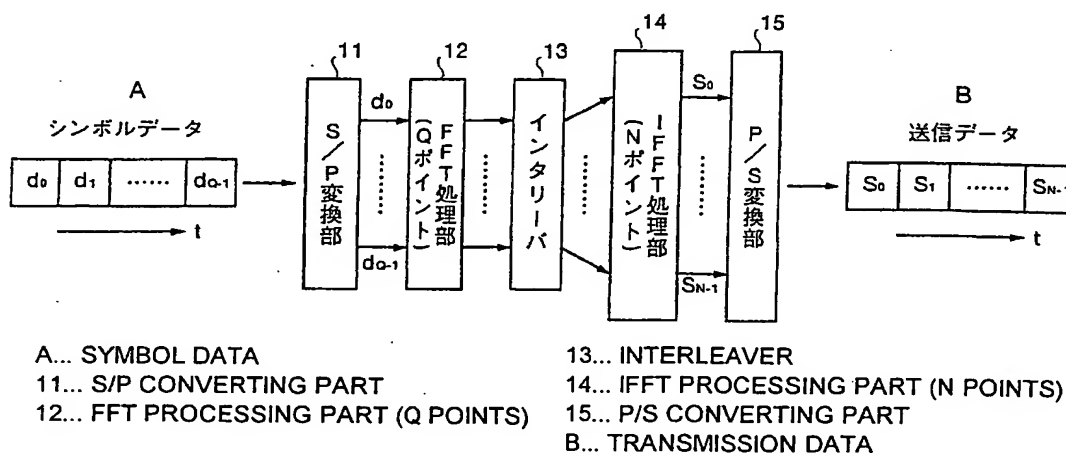 11 12 13 14 15
A
シンボルデータ
d0 d1 …… dQ-1
t
S/P変換部
d0
dQ-1
FFT処理部
(Qポイント)
インタリーバ
IFFT処理部
(Nポイント)
S0
SN-1
P/S変換部
B
送信データ
S0 S1 …… SN-1
t
A... SYMBOL DATA
11... S/P CONVERTING PART
12... FFT PROCESSING PART (Q POINTS)
13... INTERLEAVER
14... IFFT PROCESSING PART (N POINTS)
15... P/S CONVERTING PART
B... TRANSMISSION DATA